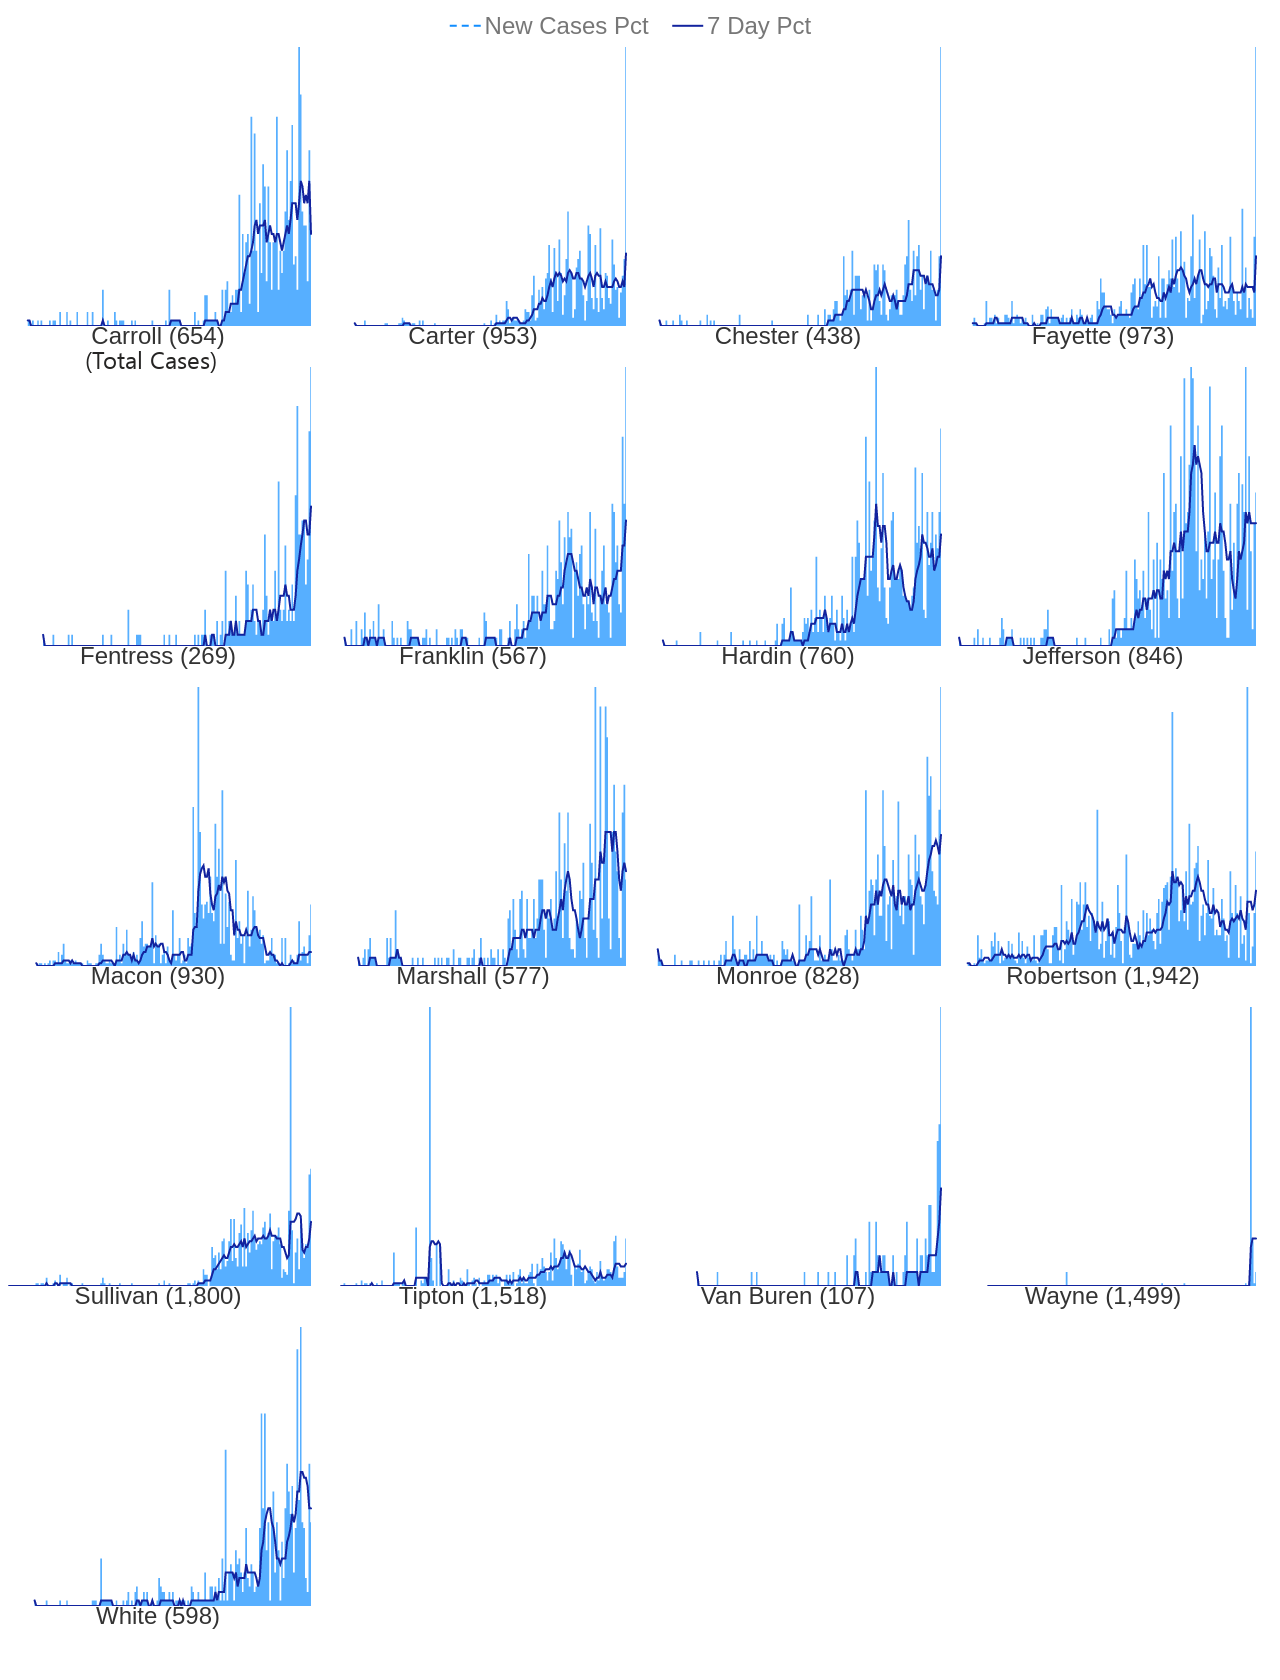 New Cases Pct 7 Day Pct
Carroll (654) Carter (953) Chester (438) Fayette (973)
(Total Cases)
Fentress (269) Franklin (567) Hardin (760) Jefferson (846)
Macon (930) Marshall (577) Monroe (828) Robertson (1,942)
Sullivan (1,800) Tipton (1,518) Van Buren (107) Wayne (1,499)
White (598)